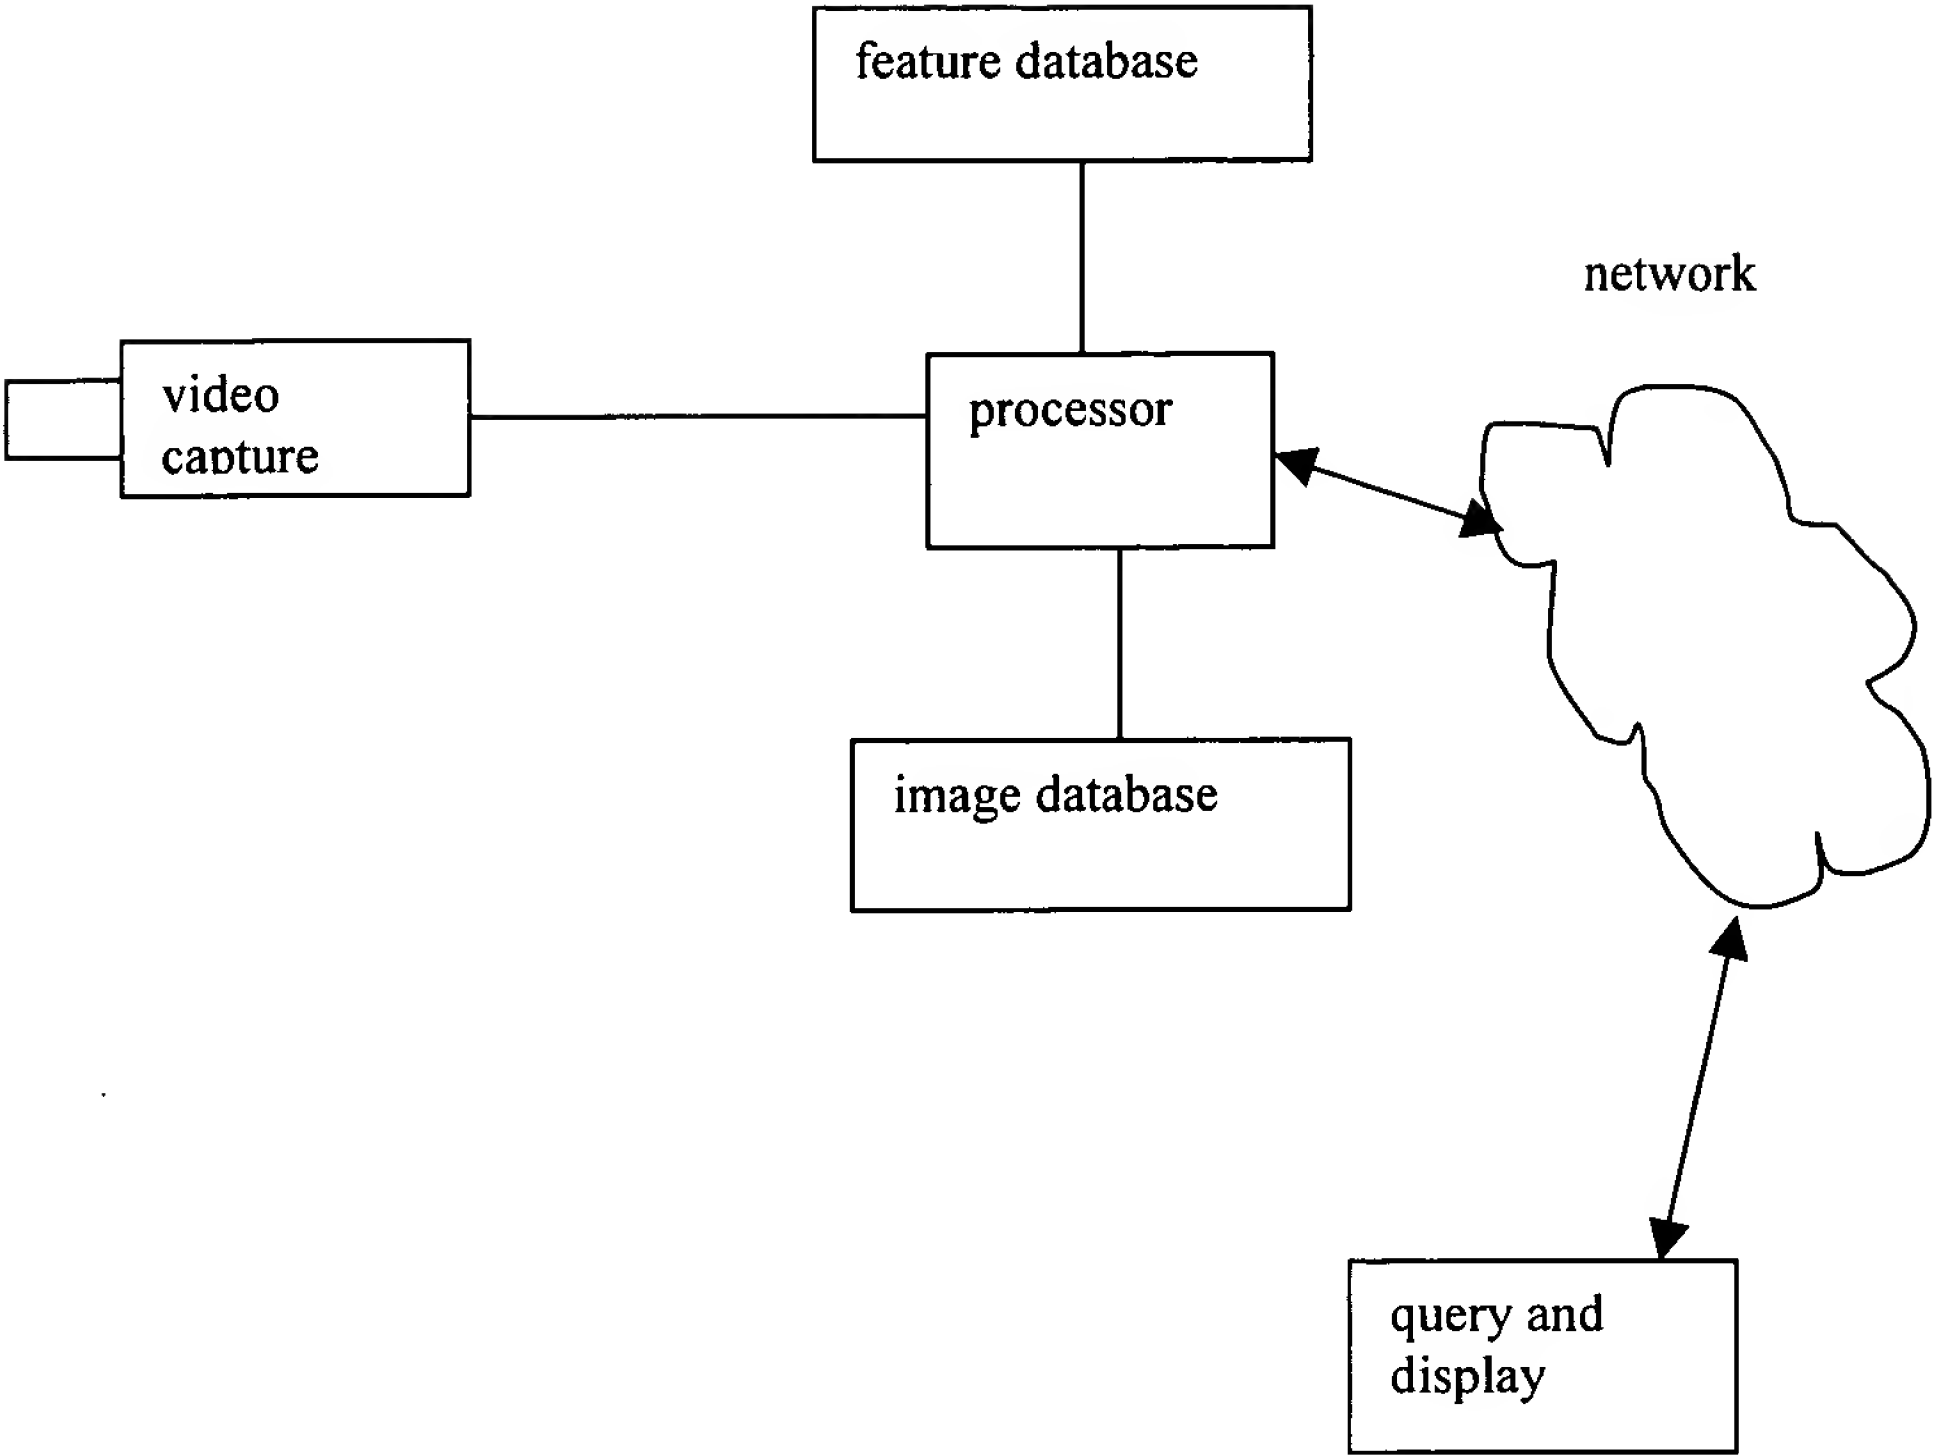 feature database
network
video
capture
processor
image database
query and
display